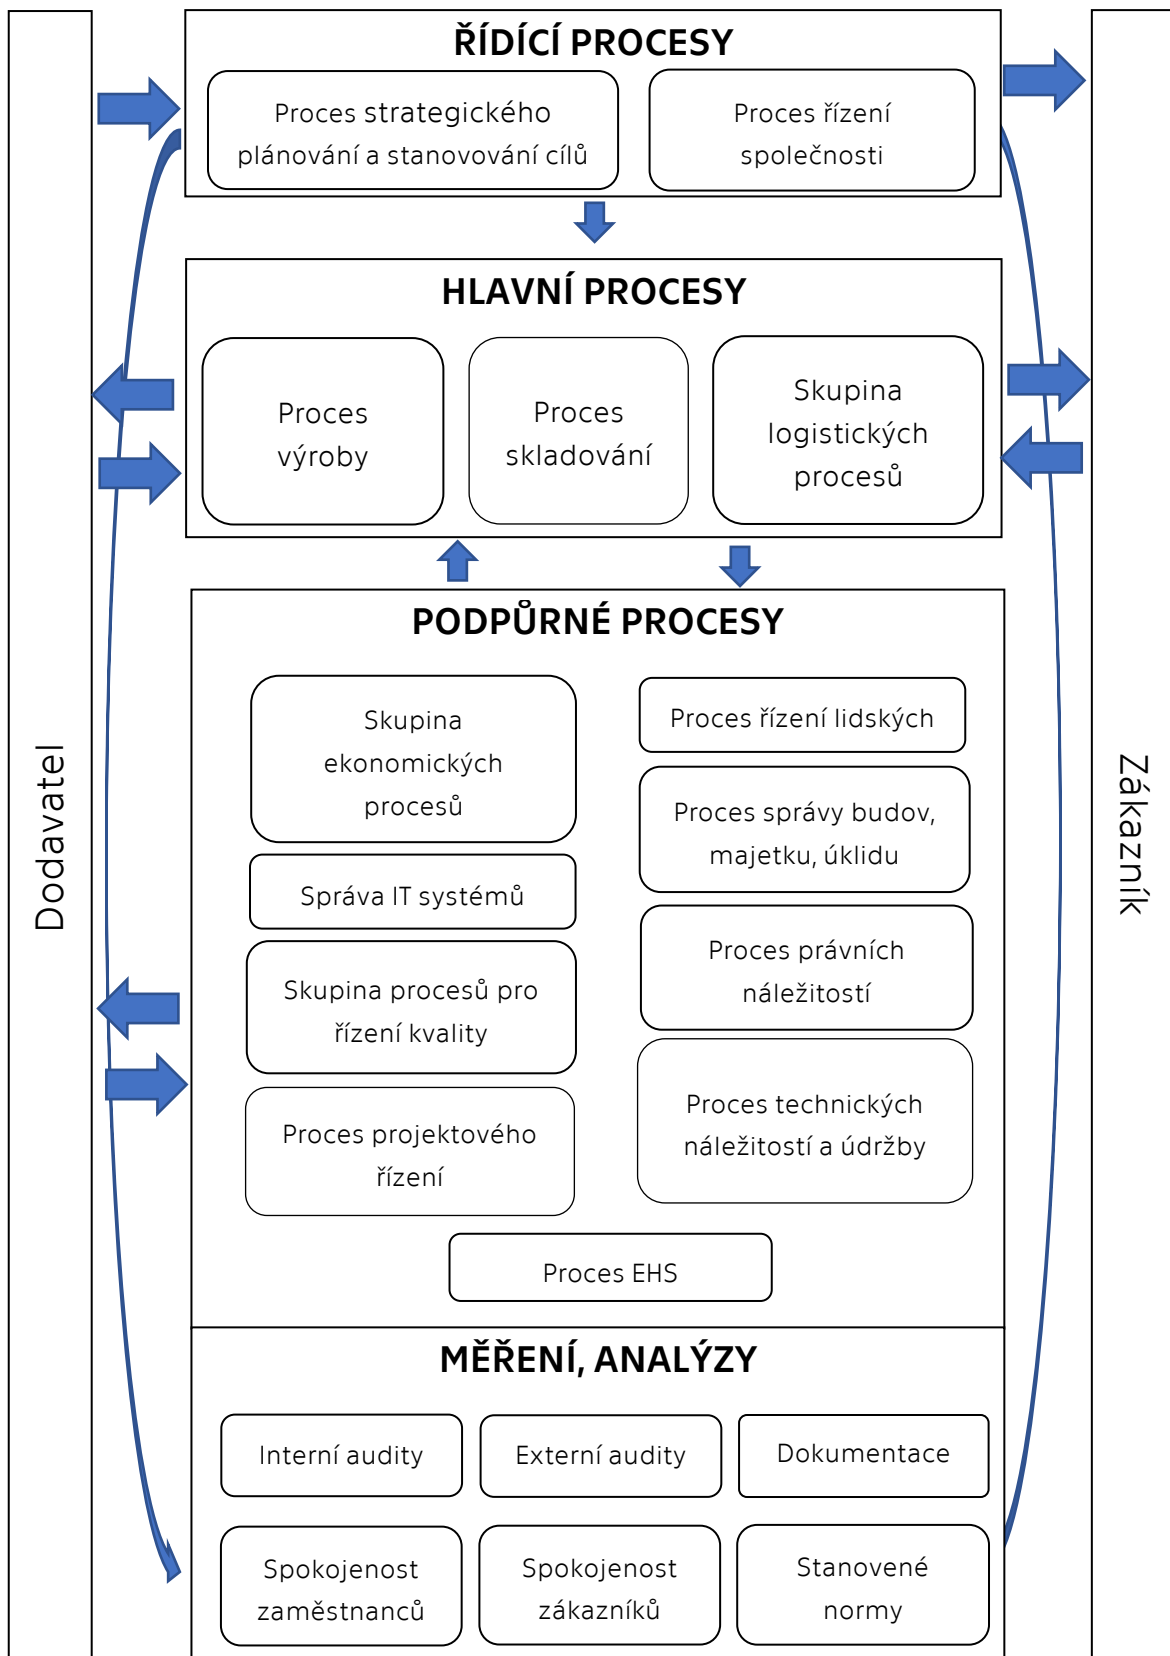 ŘÍDÍCÍ PROCESY
Proces strategického
plánování a stanovování cílů
Proces řízení
společnosti
HLAVNÍ PROCESY
Proces
výroby
Proces
skladování
Skupina
logistických
procesů
PODPŮRNÉ PROCESY
Skupina
ekonomických
procesů
Správa IT systémů
Skupina procesů pro
řízení kvality
Proces projektového
řízení
Proces řízení lidských
Proces správy budov,
majetku, úklidu
Proces právních
náležitostí
Proces technických
náležitostí a údržby
Proces EHS
MĚŘENÍ, ANALÝZY
Interní audity
Externí audity
Dokumentace
Spokojenost
zaměstnanců
Spokojenost
zákazníků
Stanovené
normy
Dodavatel
Zákazník